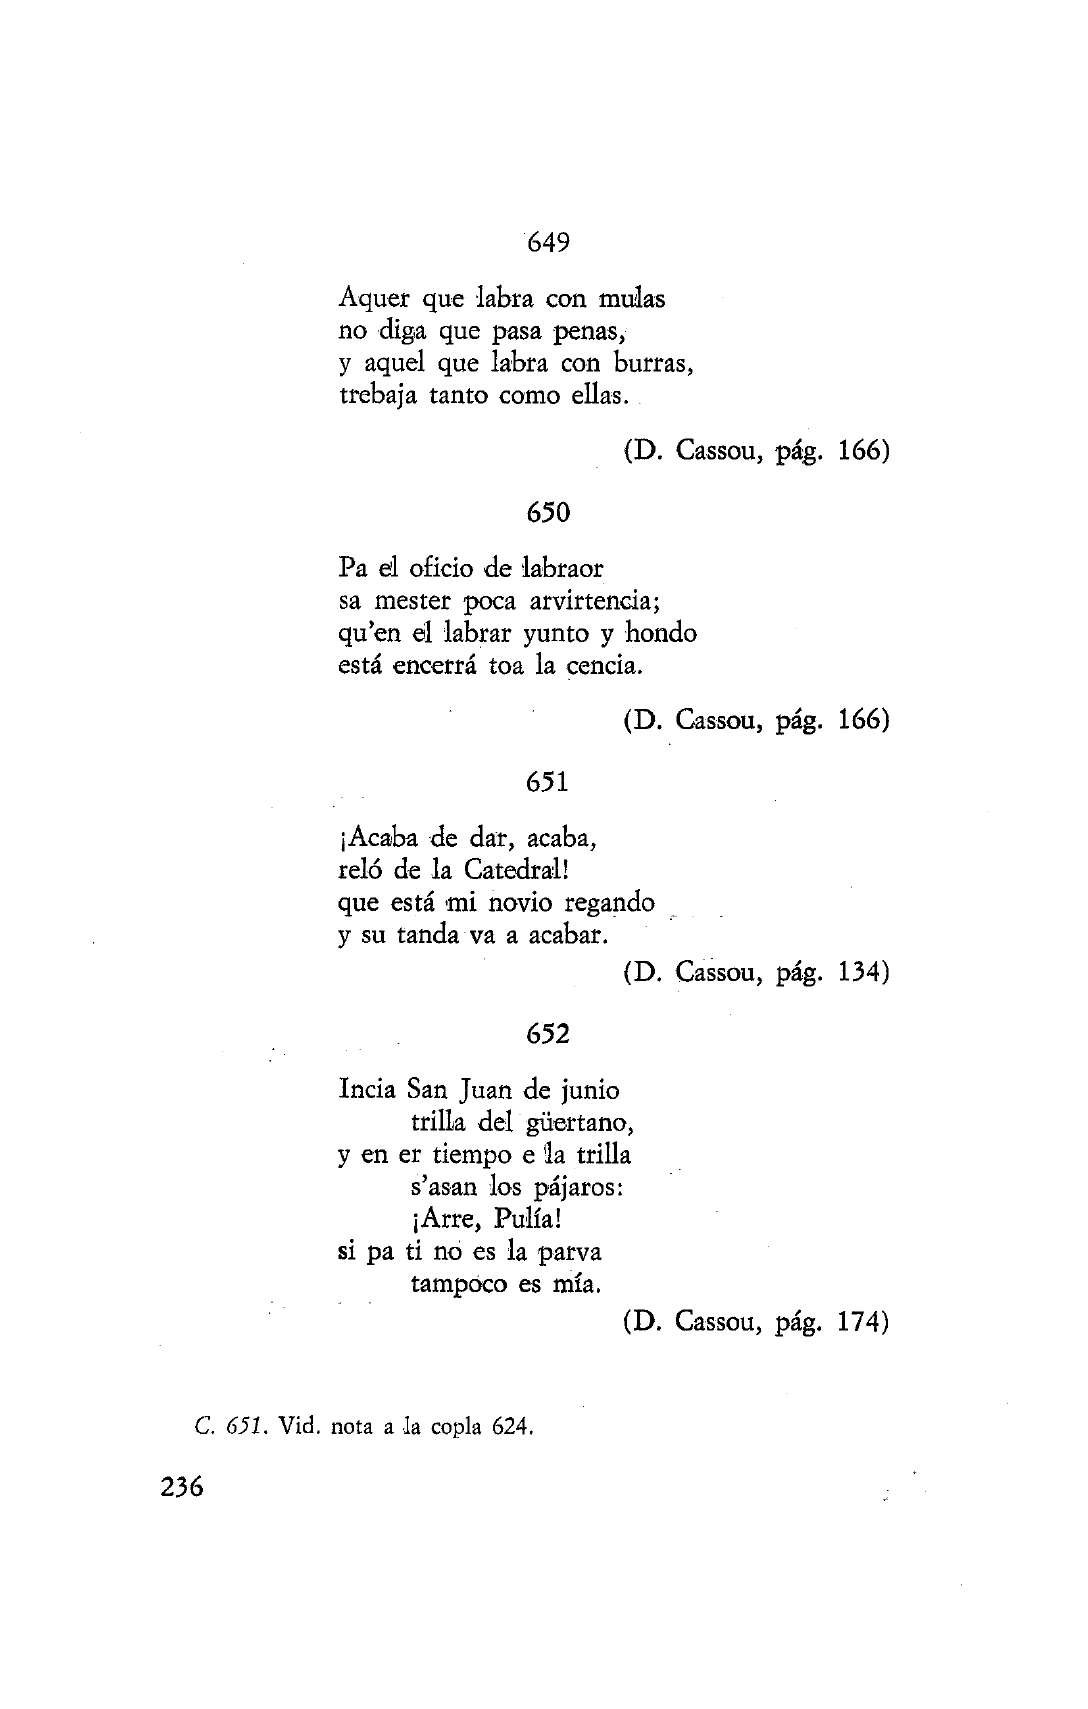 649
Aquer que labra con mulas
no diga que pasa penas,
y aquel que labra con burras,
trebaja tanto como ellas.
(D. Cassou, pág. 166)
650
Pa el oficio de labraor
sa mester poca arvirtencia;
qu'en el labrar yunto y hondo
está encerrá toa la cencia.
(D. Cassou, pág. 166)
651
¡Acaba de dar, acaba,
reló de la Catedral!
que está mi novio regando
y su tanda va a acabar.
(D. Cassou, pág. 134)
652
Incia San Juan de junio
trilla del güertano,
y en er tiempo e la trilla
s'asan los pájaros:
¡Arre, Pulía!
si pa ti no es la parva
tampoco es mía.
(D. Cassou, pág. 174)
C. 651. Vid. nota a la copla 624.
236